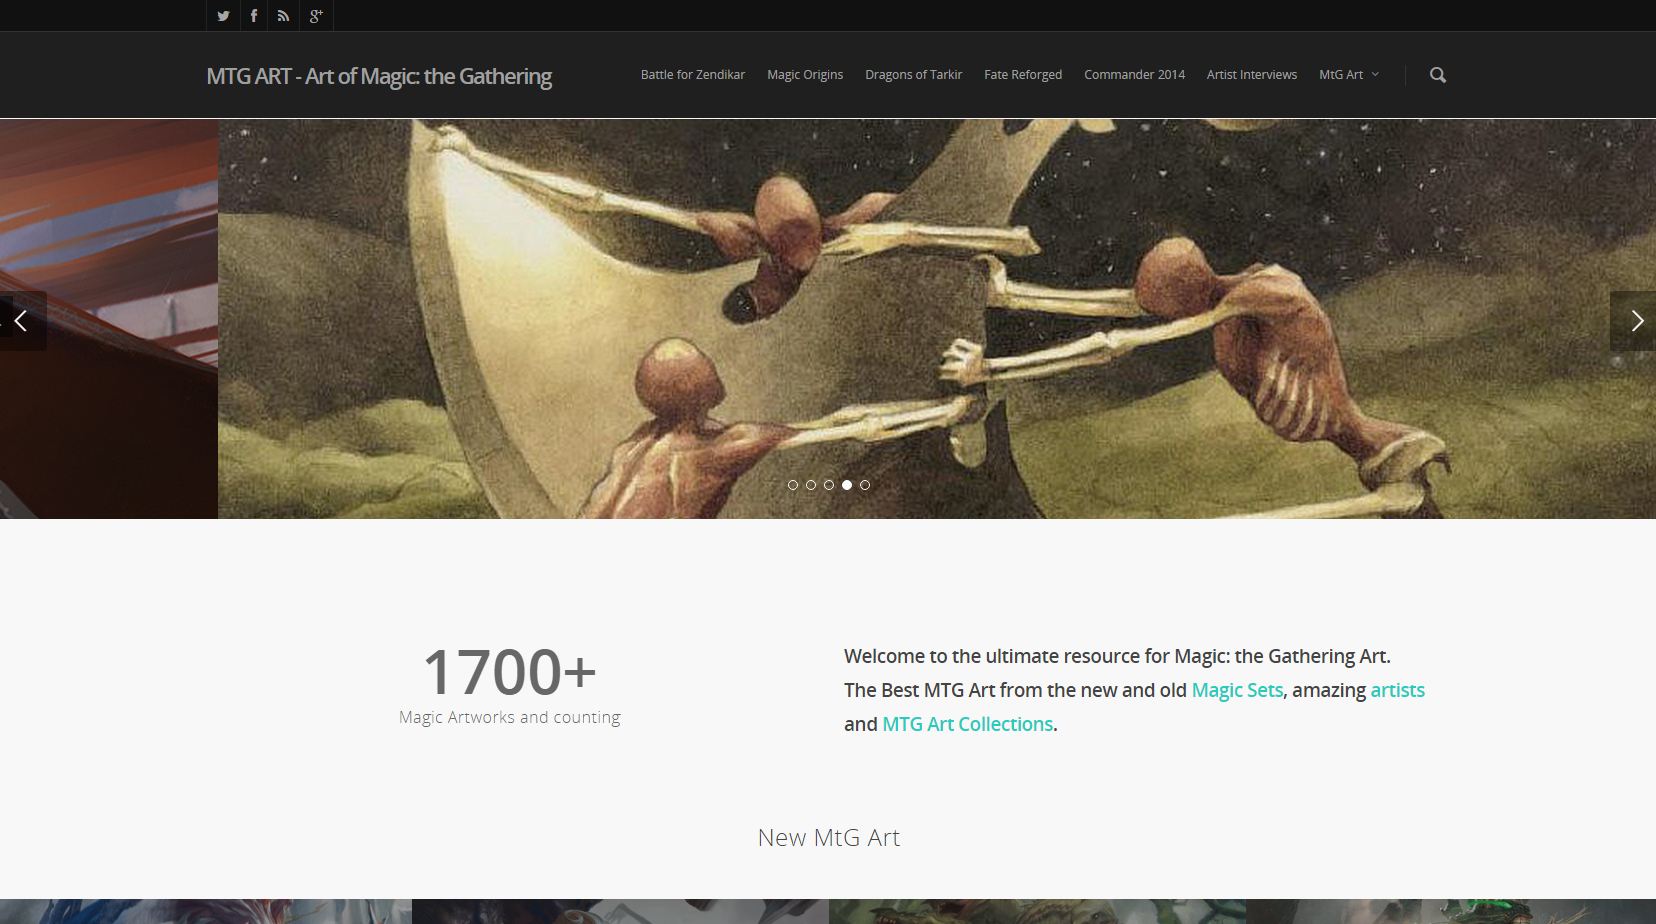 MTG ART - Art of Magic: the Gathering
Battle for Zendikar
Magic Origins
Dragons of Tarkir
Fate Reforged
Commander 2014
Artist Interviews
MtG Art
1700+
Magic Artworks and counting
Welcome to the ultimate resource for Magic: the Gathering Art.
The Best MTG Art from the new and old Magic Sets, amazing artists
and MTG Art Collections.
New MtG Art